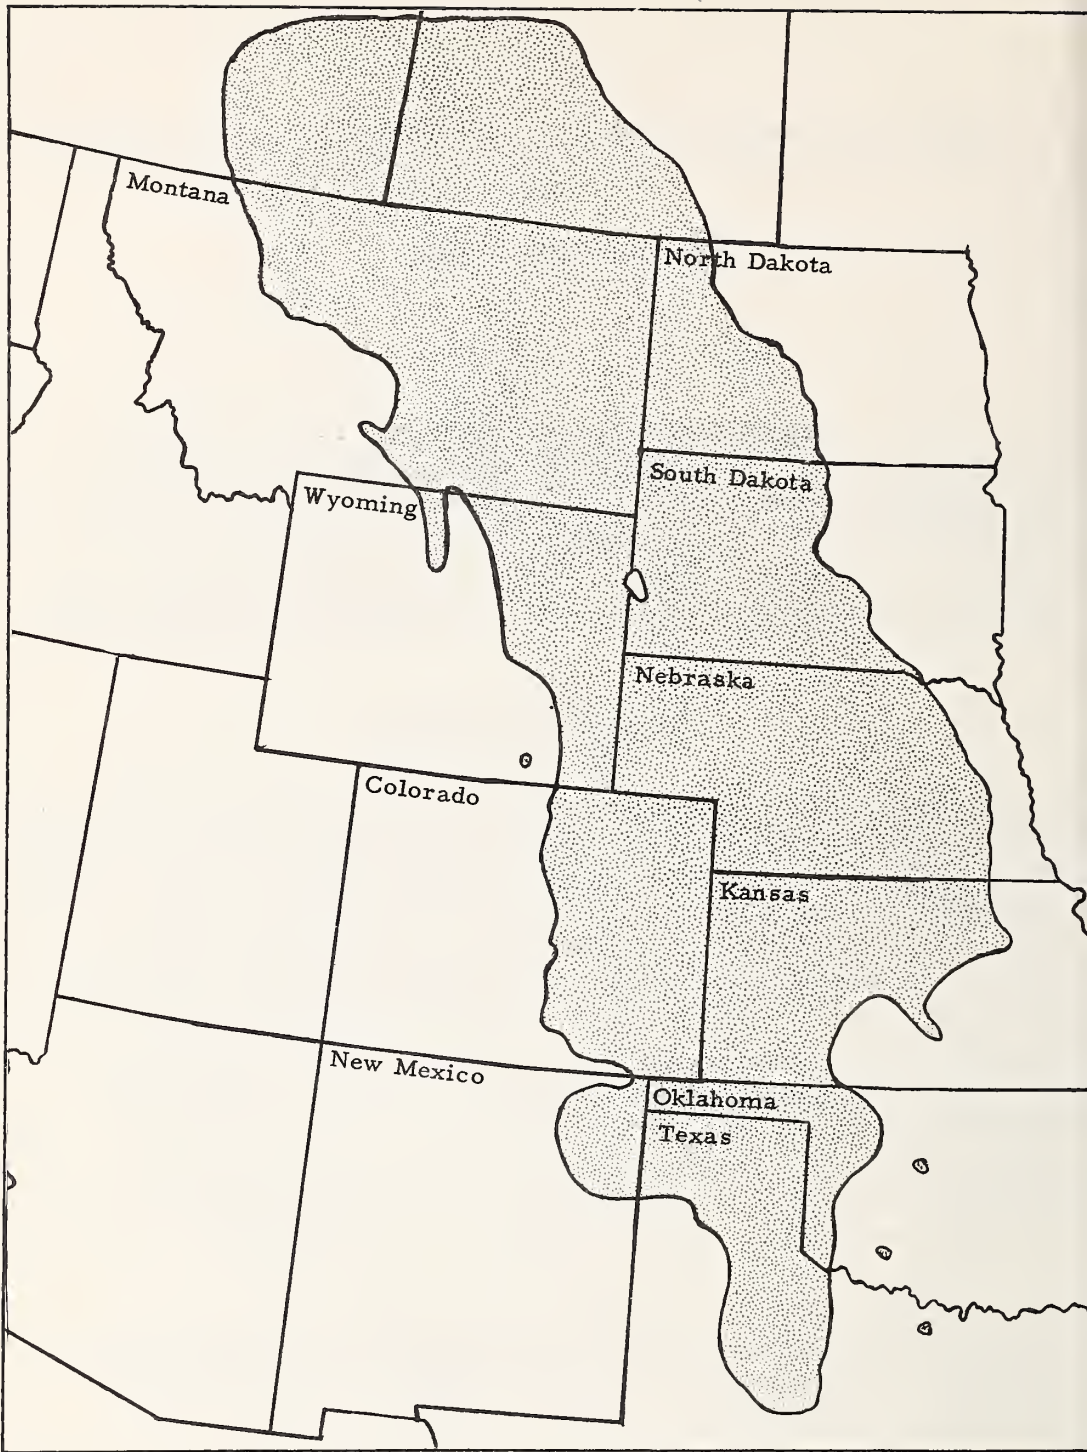 Montana
North Dakota
South Dakota
Wyoming
Nebraska
Colorado
Kansas
New Mexico
Oklahoma
Texas